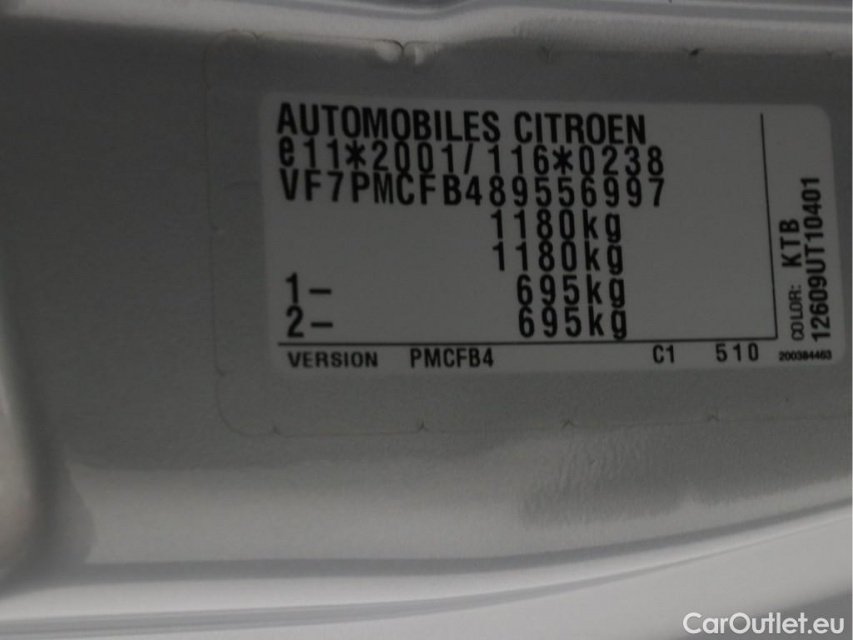 AUTOMOBILES CITROEN
e11*2001/116*0238
VF7PMCFB489556997
1180kg
1180kg
1- 695kg
2- 695kg
VERSION PMCFB4 C1 510
COLOR: KTB
12609UT10401
200384463
CarOutlet.eu